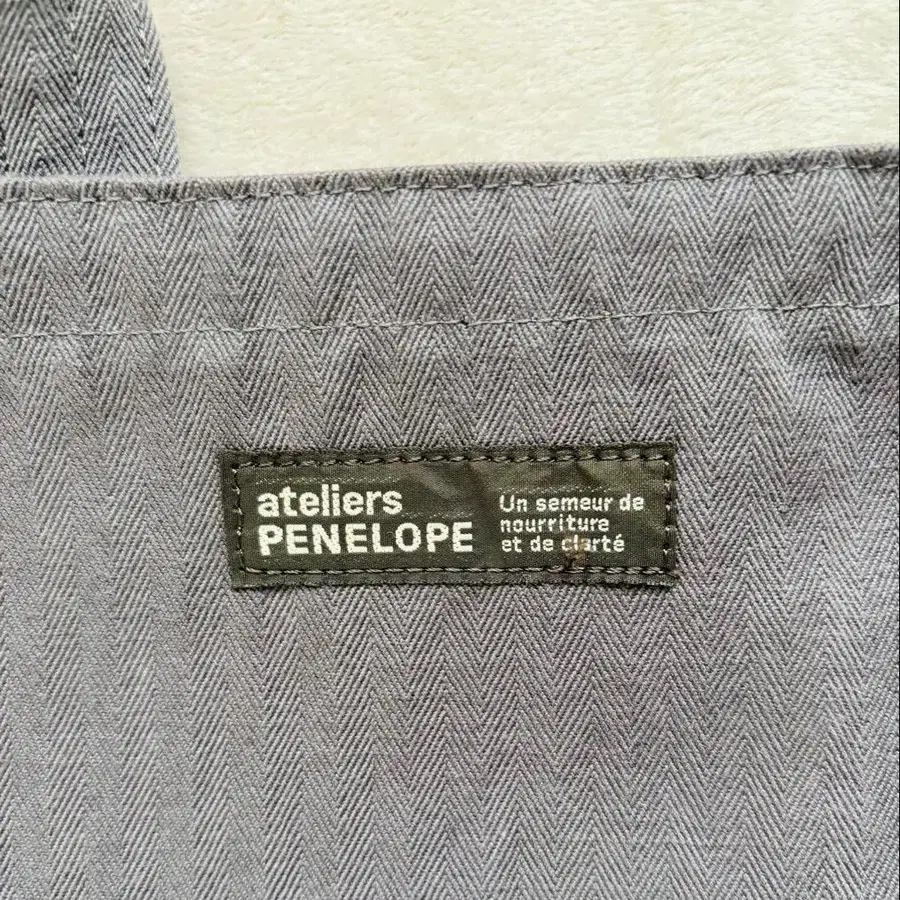 ateliers
PENELOPE
Un semeur de
nourriture
et de clarté